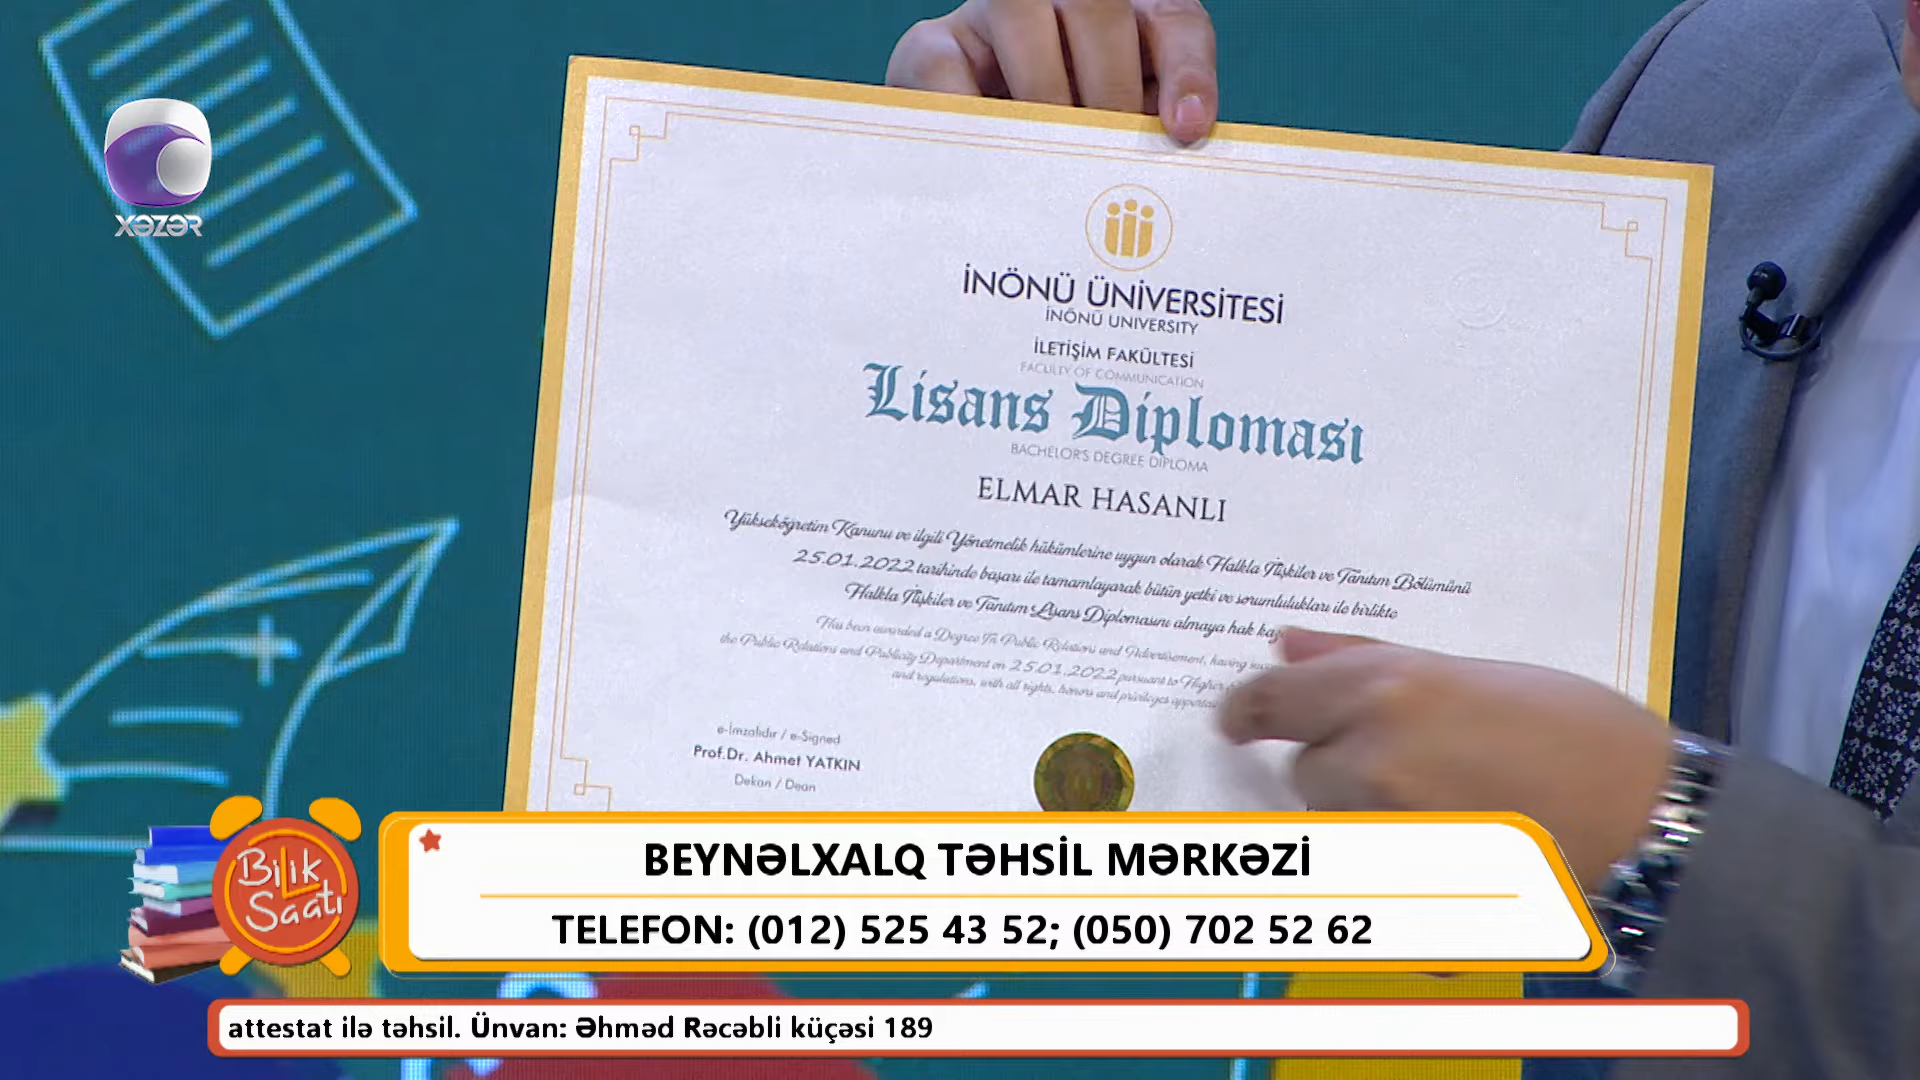 XƏZƏR
İNÖNÜ ÜNİVERSİTESİ
İNÖNÜ UNIVERSITY
İLETİŞİM FAKÜLTESİ
FACULTY OF COMMUNICATION
Lisans Diploması
BACHELOR'S DEGREE DIPLOMA
ELMAR HASANLI
Yükseköğretim Kanunu ve ilgili Yönetmelik hükümlerine uygun olarak Halkla İlişkiler ve Tanıtım Bölümünü
25.01.2022 tarihinde başarı ile tamamlayarak bütün yetki ve sorumlulukları ile birlikte
Halkla İlişkiler ve Tanıtım Lisans Diplomasını almaya hak
Has been awarded a Degree In Public Relations and Advertisement, having
the Public Relations and Publicity Department on 25.01.2022 pursuant to Higher
and regulations, with all rights, honors and privileges
e-İmzalıdır / e-Signed
Prof.Dr. Ahmet YATKIN
Dekan / Dean
BiLiK
Saatı
BEYNƏLXALQ TƏHSİL MƏRKƏZİ
TELEFON: (012) 525 43 52; (050) 702 52 62
attestat ilə təhsil. Ünvan: Əhməd Rəcəbli küçəsi 189